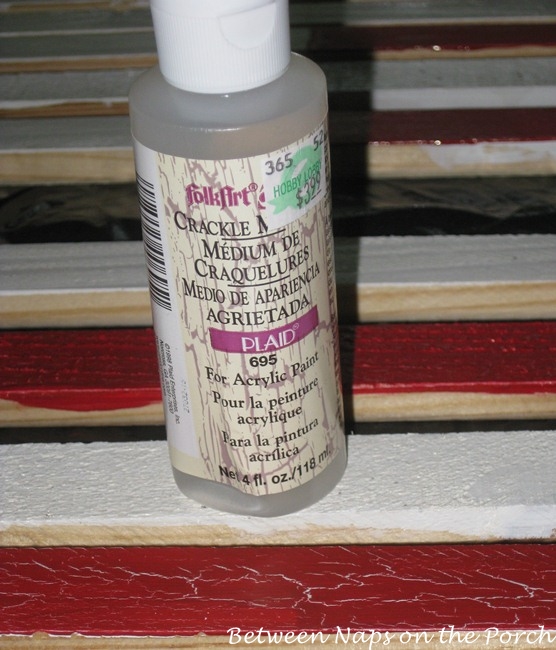 folkArt®
365 52
HOBBY LOBBY
$3.99
CRACKLE M
MÉDIUM DE
CRAQUELURES
MEDIO DE APARIENCIA
AGRIETADA
PLAID®
695
For Acrylic Paint
Pour la peinture
acrylique
Para la pintura
acrílica
Net 4 fl. oz./118 ml
Between Naps on the Porch